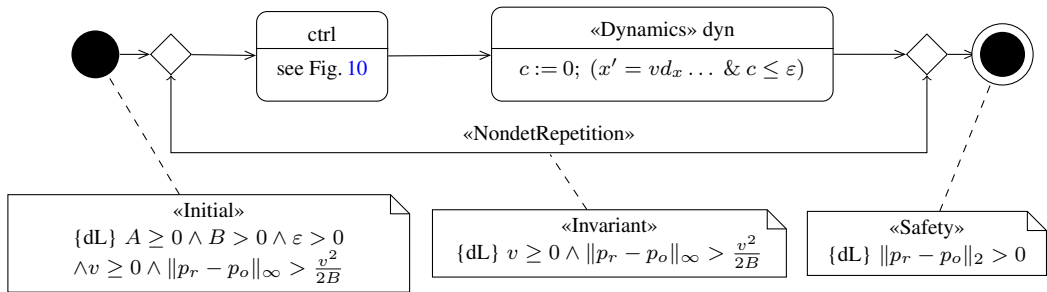 ctrl
see Fig. 10
«Dynamics» dyn
c := 0; (x′ = vd_x … & c ≤ ε)
«NondetRepetition»
«Initial»
{dL} A ≥ 0 ∧ B > 0 ∧ ε > 0
∧v ≥ 0 ∧ ‖p_r − p_o‖_∞ > v²/2B
«Invariant»
{dL} v ≥ 0 ∧ ‖p_r − p_o‖_∞ > v²/2B
«Safety»
{dL} ‖p_r − p_o‖_2 > 0